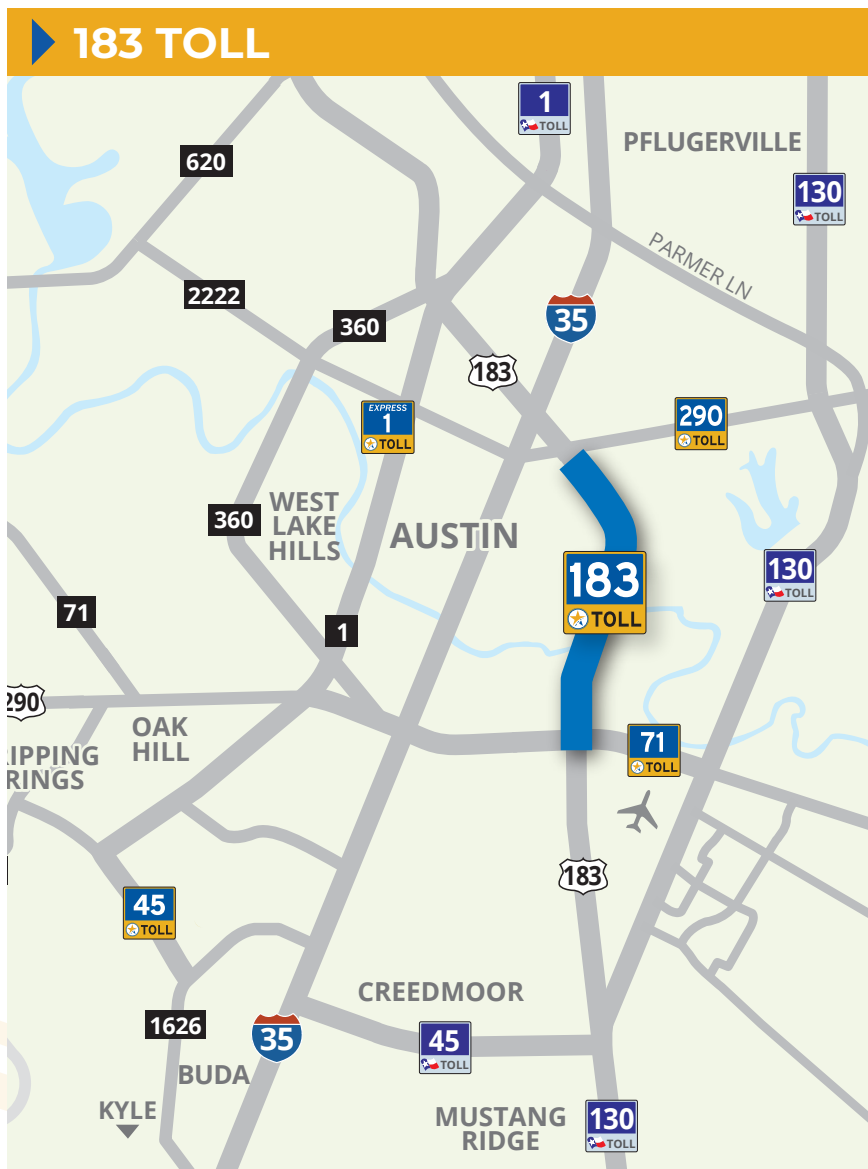 183 TOLL
1
TOLL
PFLUGERVILLE
620
130
TOLL
PARMER LN
2222
360
35
183
EXPRESS
1
TOLL
290
TOLL
WEST
LAKE
HILLS
360
AUSTIN
183
TOLL
130
TOLL
71
1
290
OAK
HILL
RIPPING
RINGS
71
TOLL
183
45
TOLL
CREEDMOOR
1626
35
45
TOLL
BUDA
KYLE
MUSTANG
RIDGE
130
TOLL